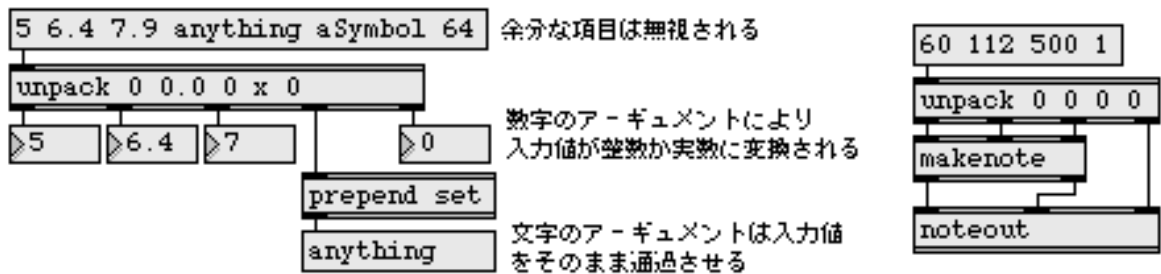 5 6.4 7.9 anything aSymbol 64
余分な項目は無視される
unpack 0 0.0 0 x 0
5
6.4
7
0
数字のアーギュメントにより
入力値が整数か実数に変換される
prepend set
anything
文字のアーギュメントは入力値
をそのまま通過させる
60 112 500 1
unpack 0 0 0 0
makenote
noteout